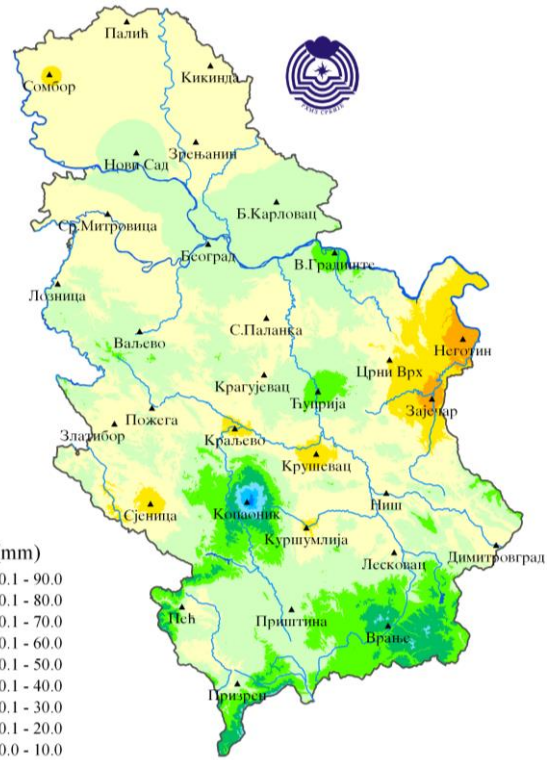 Палић
Кикинда
Сомбор
Зрењанин
Нови Сад
Б.Карловац
Ср.Митровица
Београд
В.Градиште
Лозница
С.Паланка
Ваљево
Неготин
Црни Врх
Крагујевац
Ћуприја
Зајечар
Пожега
Златибор
Краљево
Крушевац
Ниш
Копаоник
Сјеница
Куршумлија
Димитровград
(mm)
Лесковац
0.1 - 90.0
0.1 - 80.0
Пећ
Приштина
0.1 - 70.0
Врање
0.1 - 60.0
0.1 - 50.0
0.1 - 40.0
Призрен
0.1 - 30.0
0.1 - 20.0
0.0 - 10.0